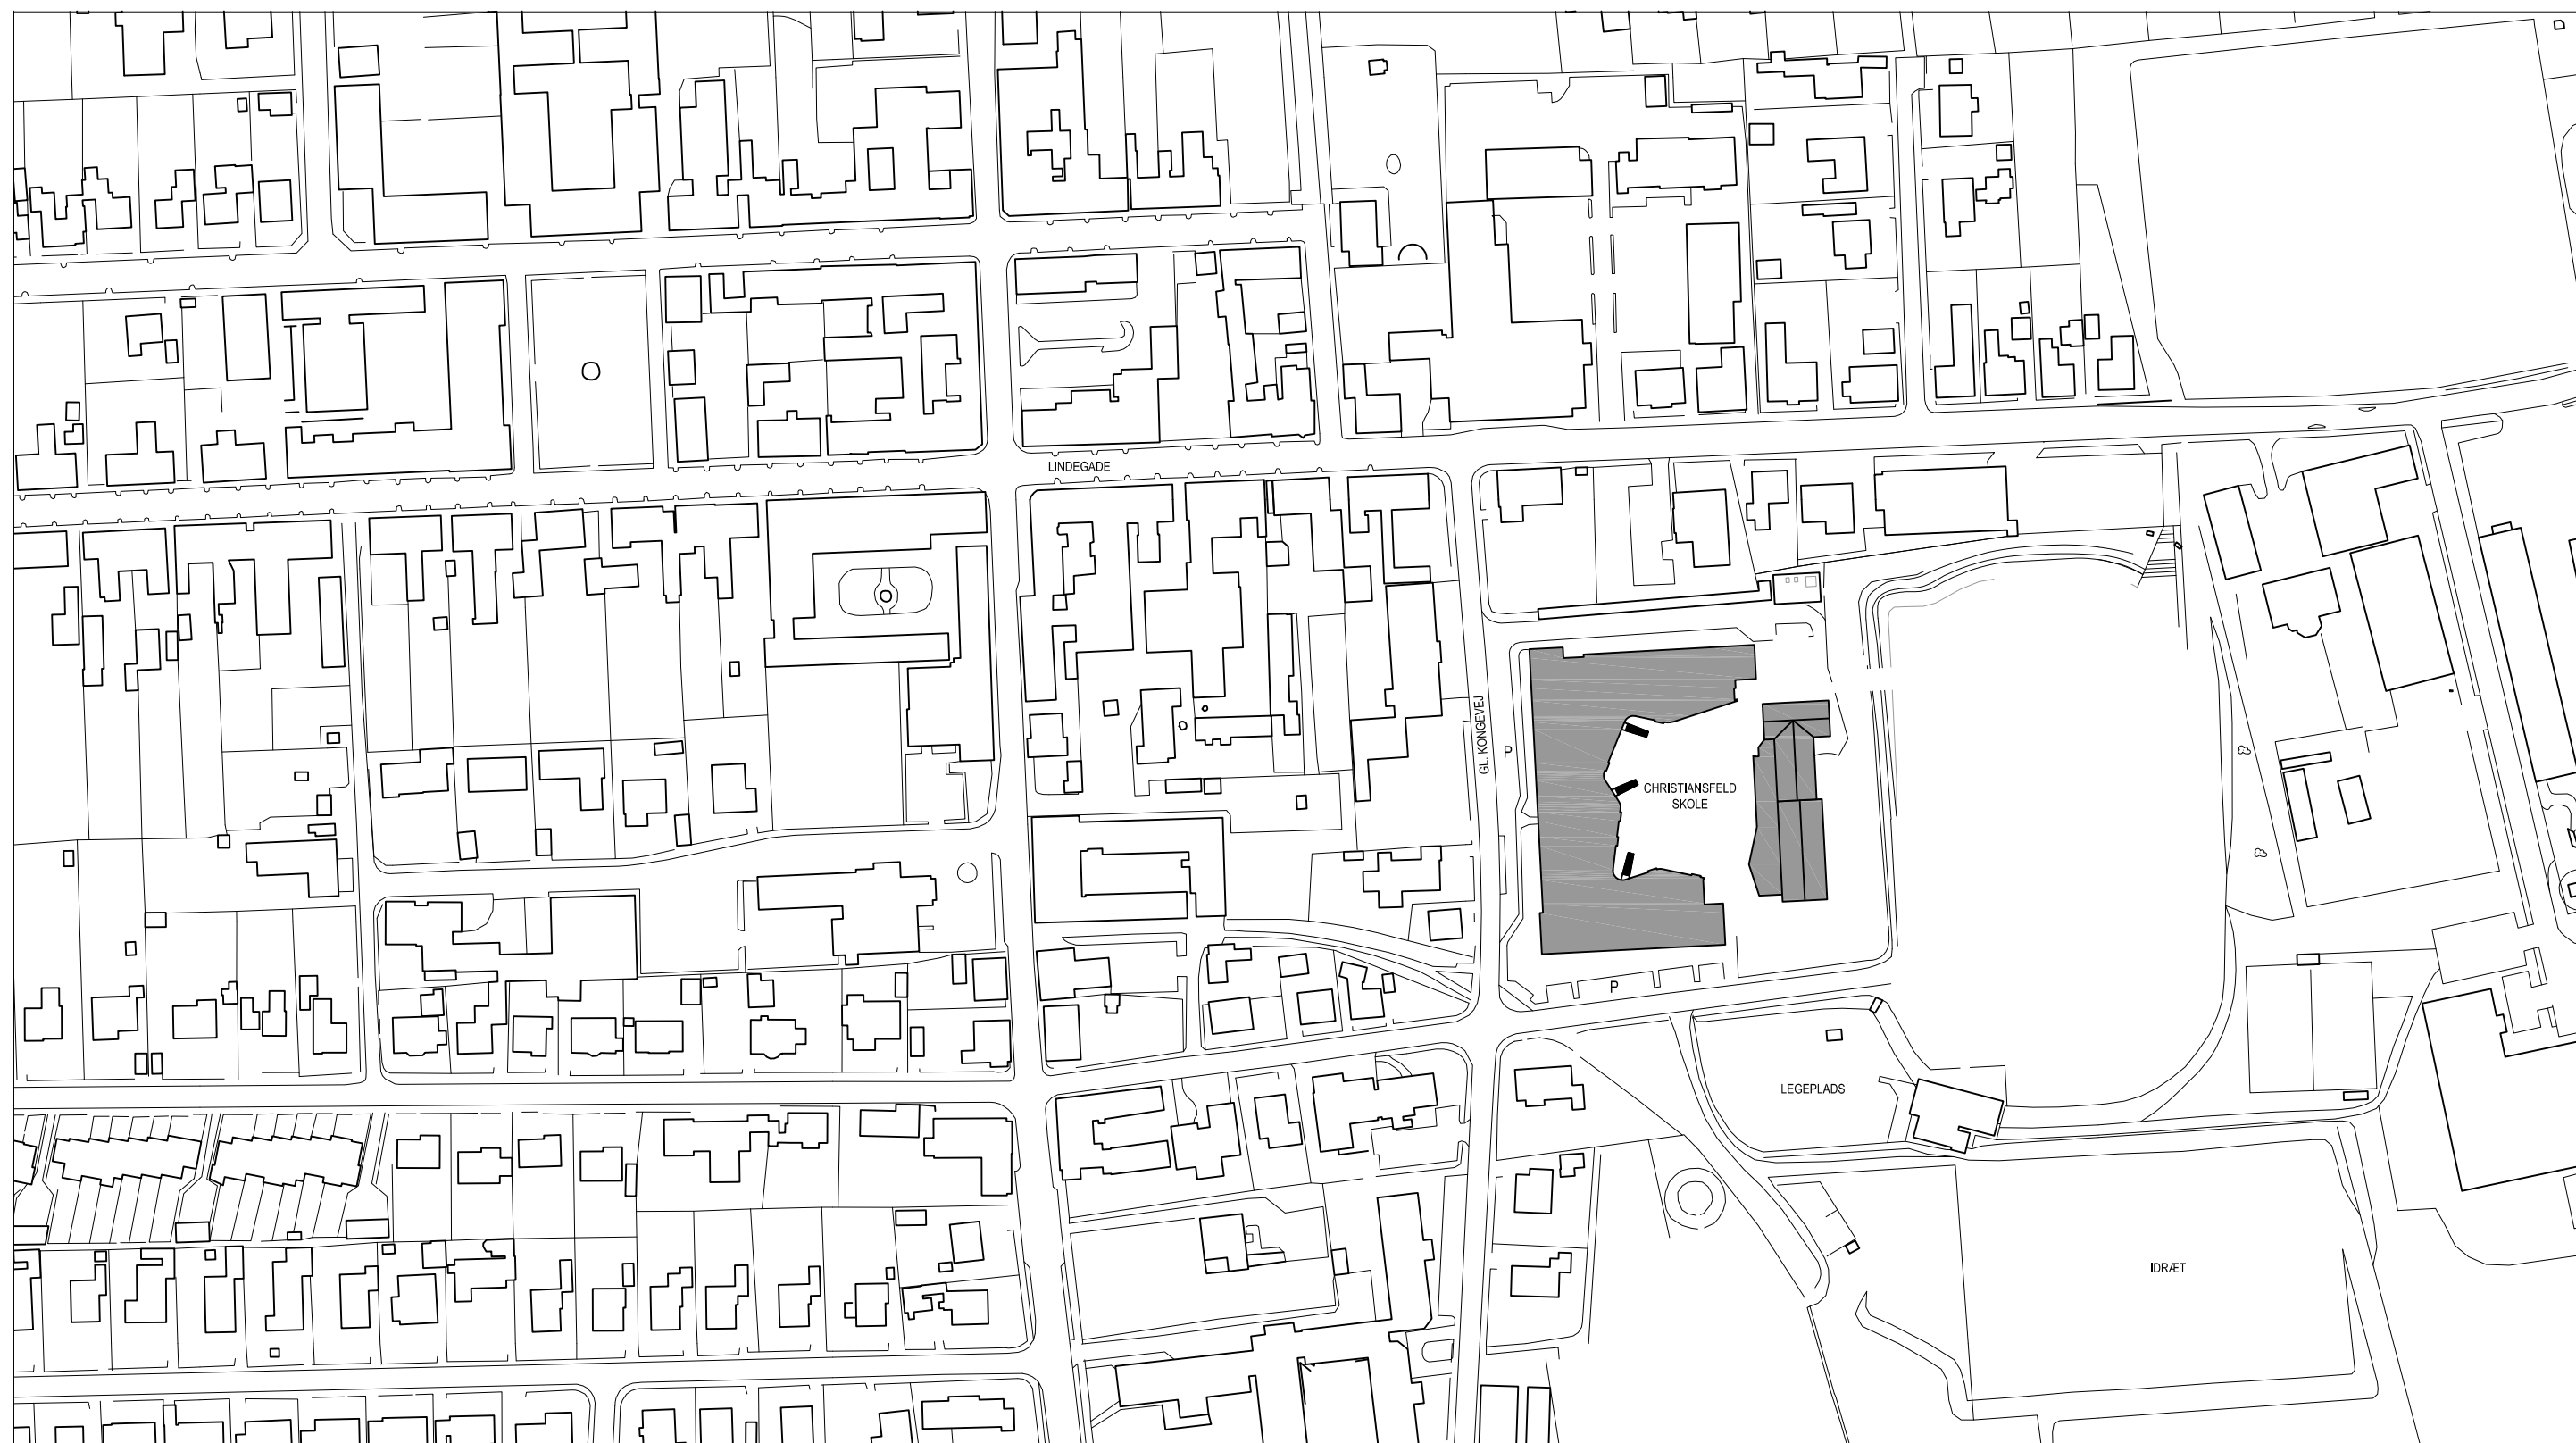 LINDEGADE
GL. KONGEVEJ
P
CHRISTIANSFELD
SKOLE
P
LEGEPLADS
IDRÆT